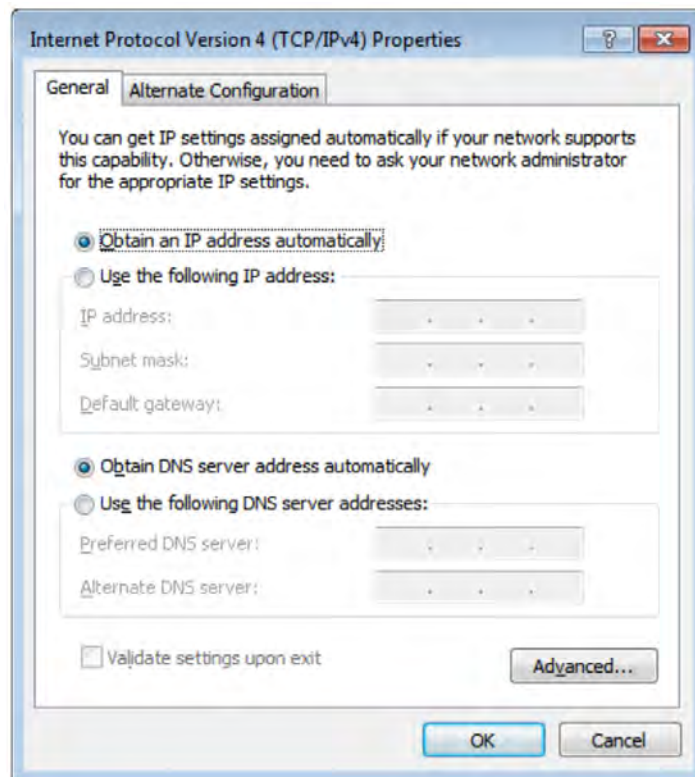 Internet Protocol Version 4 (TCP/IPv4) Properties
General
Alternate Configuration
You can get IP settings assigned automatically if your network supports
this capability. Otherwise, you need to ask your network administrator
for the appropriate IP settings.
Obtain an IP address automatically
Use the following IP address:
IP address:
Subnet mask:
Default gateway:
Obtain DNS server address automatically
Use the following DNS server addresses:
Preferred DNS server:
Alternate DNS server:
Validate settings upon exit
Advanced...
OK
Cancel